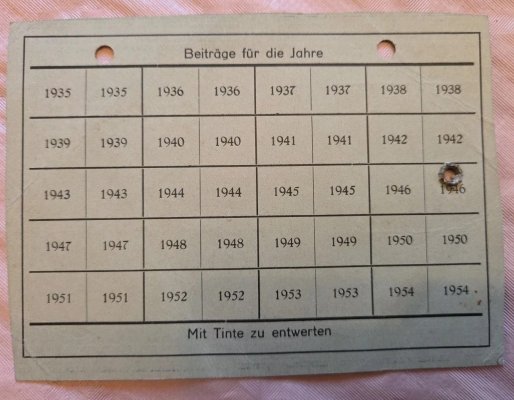 Beiträge für die Jahre
1935 1935 1936 1936 1937 1937 1938 1938
1939 1939 1940 1940 1941 1941 1942 1942
1943 1943 1944 1944 1945 1945 1946 1946
1947 1947 1948 1948 1949 1949 1950 1950
1951 1951 1952 1952 1953 1953 1954 1954
Mit Tinte zu entwerten